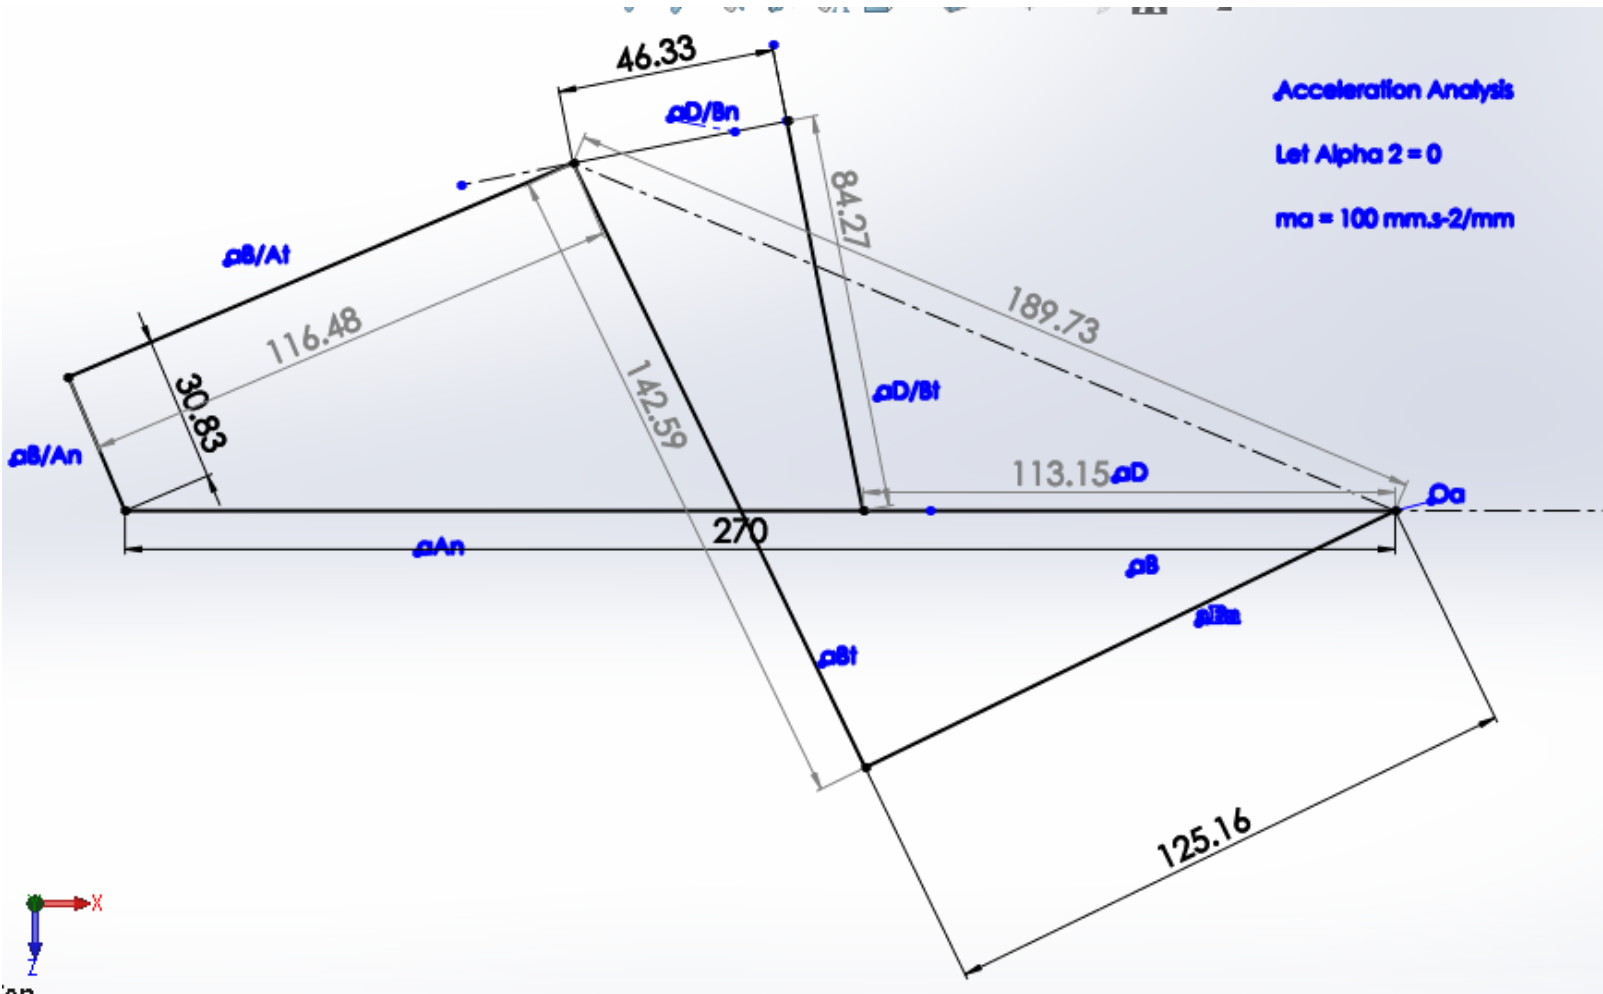 46.33
aD/Bn
Acceleration Analysis
Let Alpha 2 = 0
ma = 100 mm.s-2/mm
84.27
aB/At
189.73
116.48
142.59
30.83
aD/Bt
aB/An
113.15
aD
Oa
270
aAn
aB
aBt
125.16
X
Z